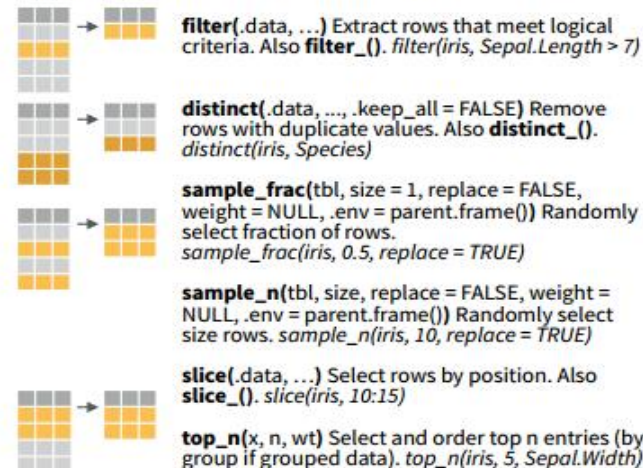 filter(.data, …) Extract rows that meet logical
criteria. Also filter_(). filter(iris, Sepal.Length > 7)
distinct(.data, ..., .keep_all = FALSE) Remove
rows with duplicate values. Also distinct_().
distinct(iris, Species)
sample_frac(tbl, size = 1, replace = FALSE,
weight = NULL, .env = parent.frame()) Randomly
select fraction of rows.
sample_frac(iris, 0.5, replace = TRUE)
sample_n(tbl, size, replace = FALSE, weight =
NULL, .env = parent.frame()) Randomly select
size rows. sample_n(iris, 10, replace = TRUE)
slice(.data, …) Select rows by position. Also
slice_(). slice(iris, 10:15)
top_n(x, n, wt) Select and order top n entries (by
group if grouped data). top_n(iris, 5, Sepal.Width)